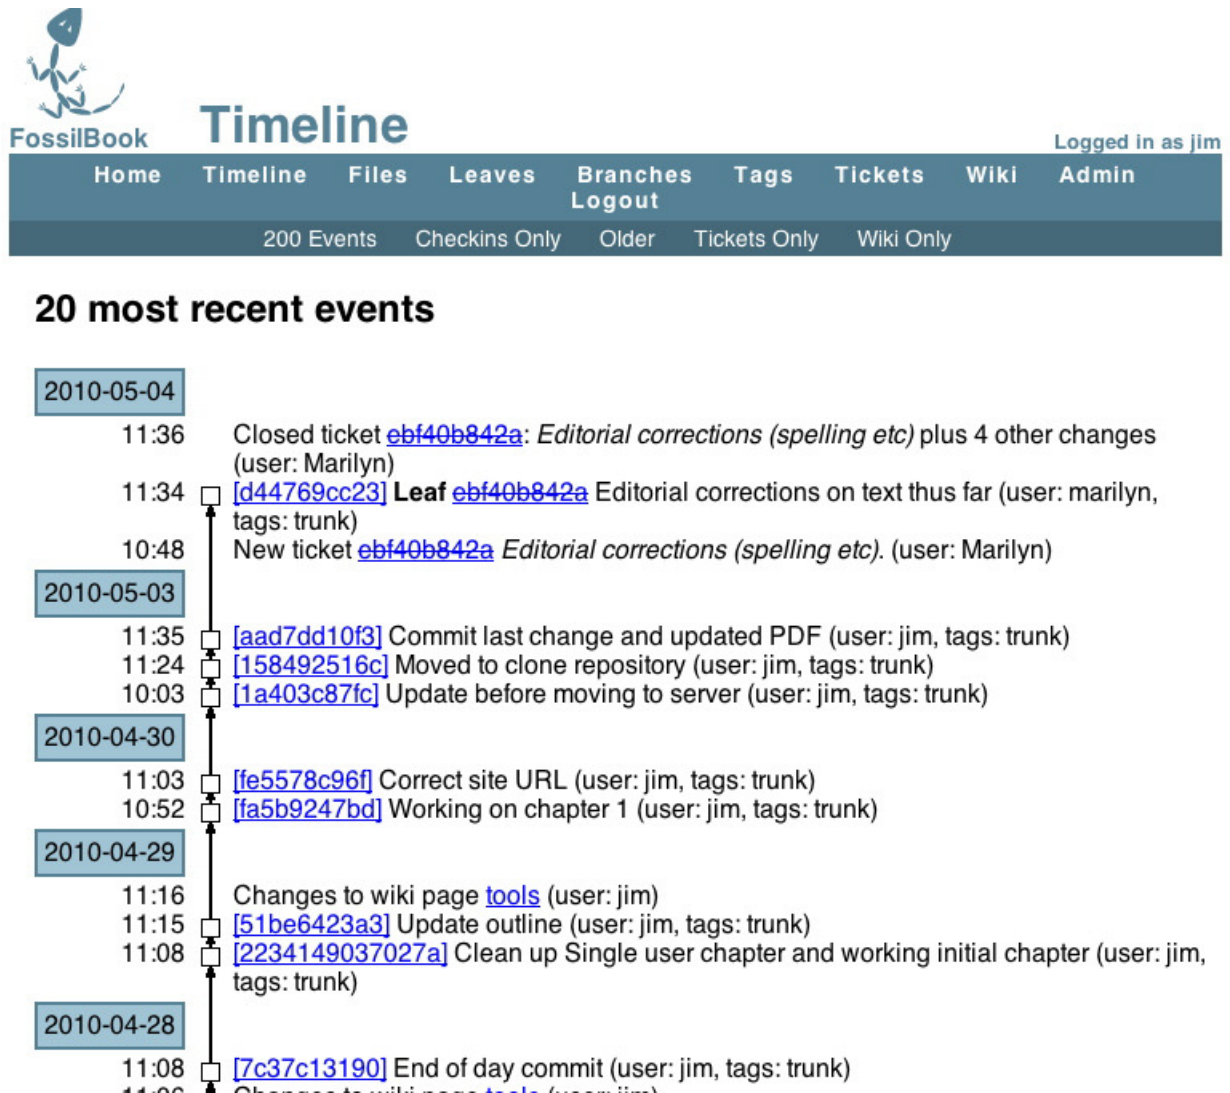 FossilBook
Timeline
Logged in as jim
Home Timeline Files Leaves Branches Tags Tickets Wiki Admin
Logout
200 Events Checkins Only Older Tickets Only Wiki Only
20 most recent events
2010-05-04
11:36 Closed ticket ebf40b842a: Editorial corrections (spelling etc) plus 4 other changes
(user: Marilyn)
11:34 [d44769cc23] Leaf ebf40b842a Editorial corrections on text thus far (user: marilyn,
tags: trunk)
10:48 New ticket ebf40b842a Editorial corrections (spelling etc). (user: Marilyn)
2010-05-03
11:35 [aad7dd10f3] Commit last change and updated PDF (user: jim, tags: trunk)
11:24 [158492516c] Moved to clone repository (user: jim, tags: trunk)
10:03 [1a403c87fc] Update before moving to server (user: jim, tags: trunk)
2010-04-30
11:03 [fe5578c96f] Correct site URL (user: jim, tags: trunk)
10:52 [fa5b9247bd] Working on chapter 1 (user: jim, tags: trunk)
2010-04-29
11:16 Changes to wiki page tools (user: jim)
11:15 [51be6423a3] Update outline (user: jim, tags: trunk)
11:08 [2234149037027a] Clean up Single user chapter and working initial chapter (user: jim,
tags: trunk)
2010-04-28
11:08 [7c37c13190] End of day commit (user: jim, tags: trunk)
Changes to wiki page tools (user: jim)